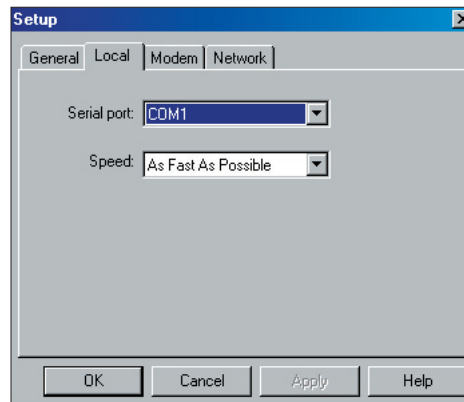 Setup
General Local Modem Network
Serial port: COM1
Speed: As Fast As Possible
OK Cancel Apply Help